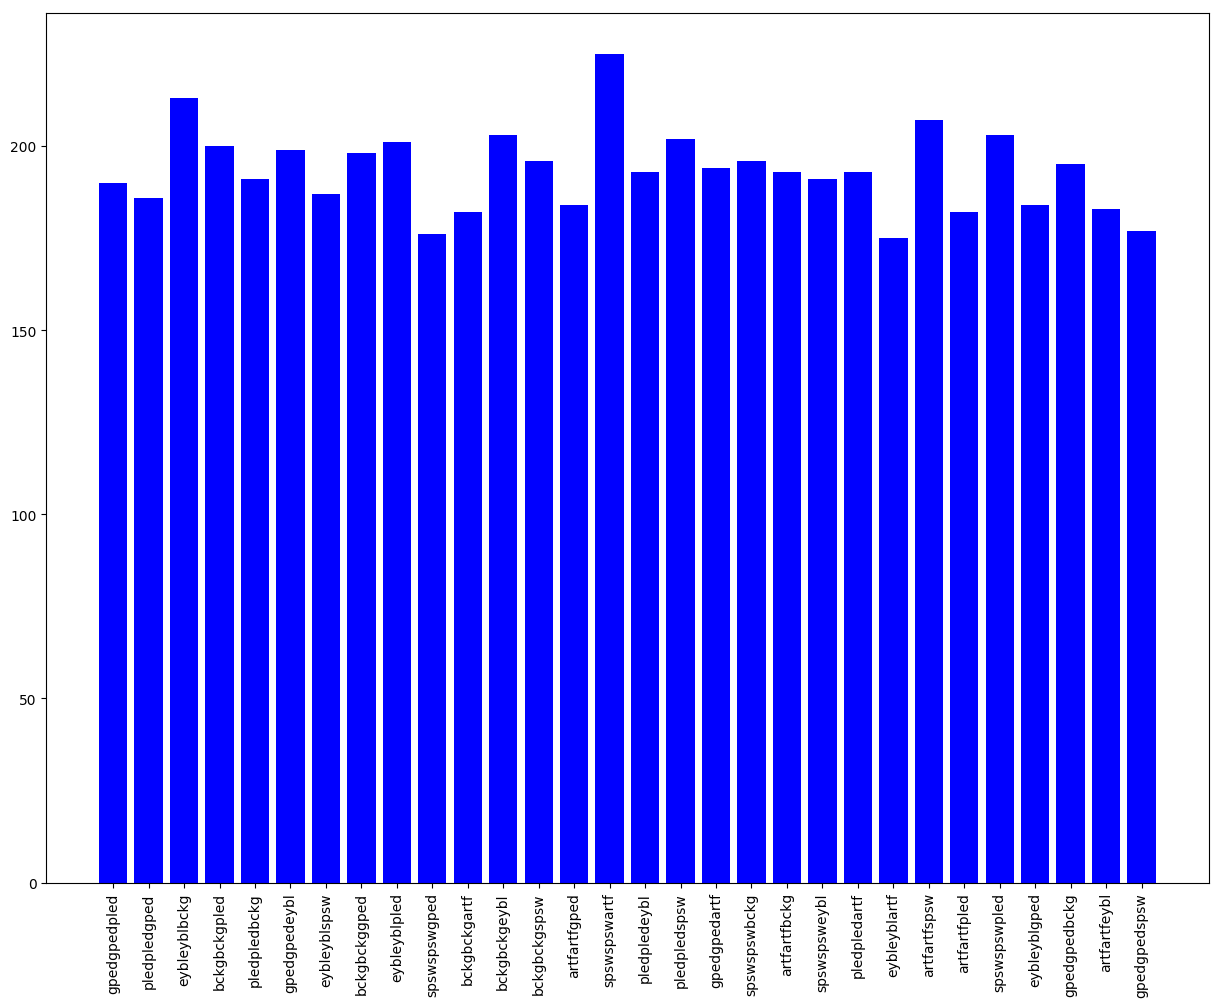 200
150
100
50
0
gpedgpedpled
pledpledgped
eybleyblbckg
bckgbckgpled
pledpledbckg
gpedgpedeybl
eybleyblspsw
bckgbckggped
eybleyblpled
spswspswgped
bckgbckgartf
bckgbckgeybl
bckgbckgspsw
artfartfgped
spswspswartf
pledpledeybl
pledpledspsw
gpedgpedartf
spswspswbckg
artfartfbckg
spswspsweybl
pledpledartf
eybleyblartf
artfartfspsw
artfartfpled
spswspswpled
eybleyblgped
gpedgpedbckg
artfartfeybl
gpedgpedspsw